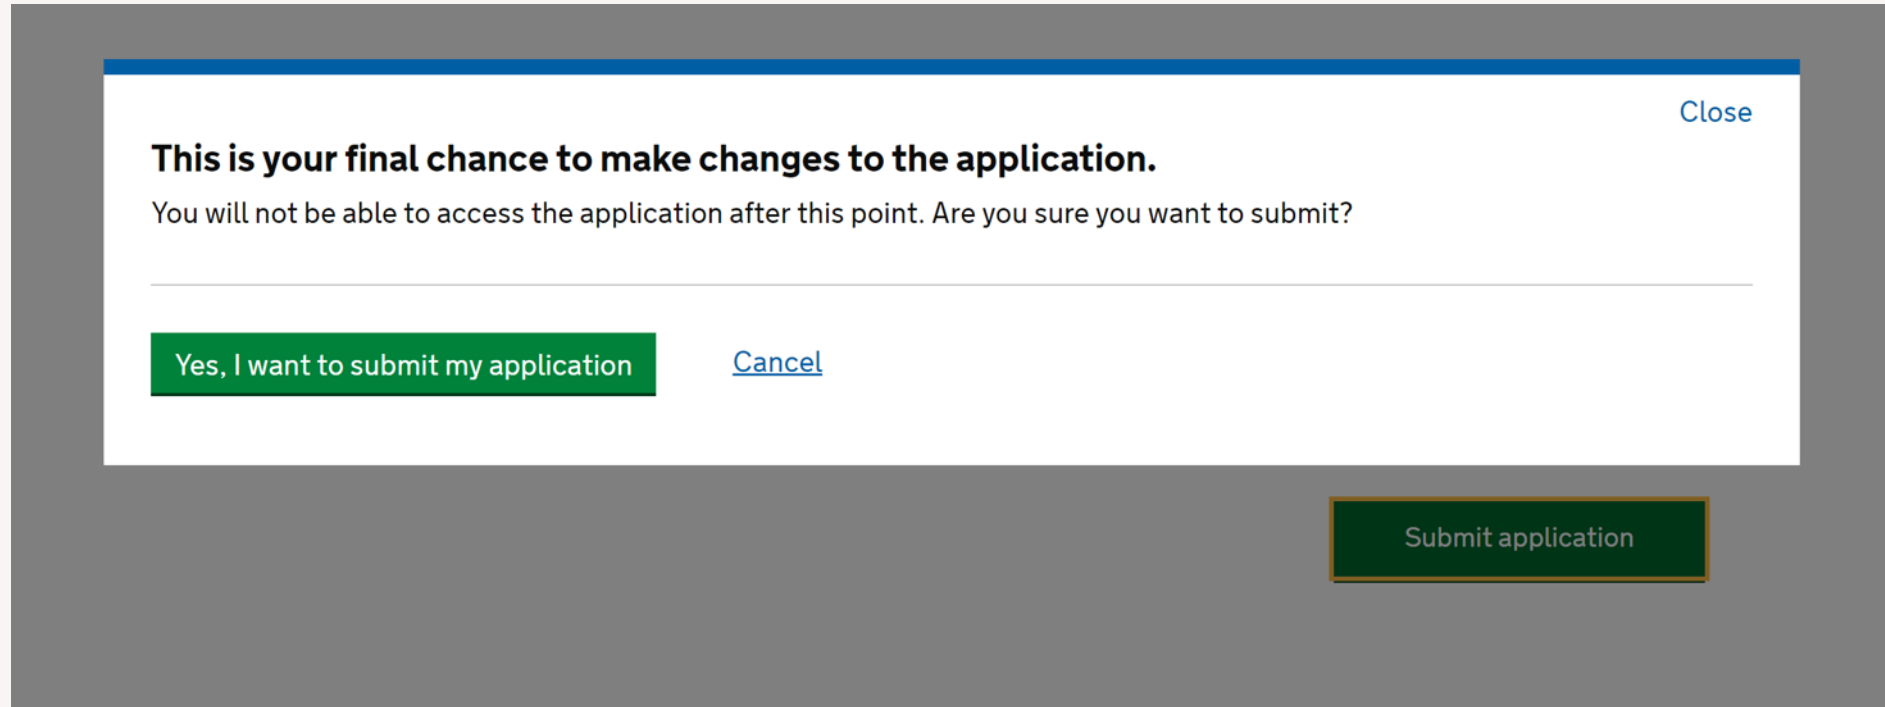 Close
This is your final chance to make changes to the application.
You will not be able to access the application after this point. Are you sure you want to submit?
Yes, I want to submit my application
Cancel
Submit application